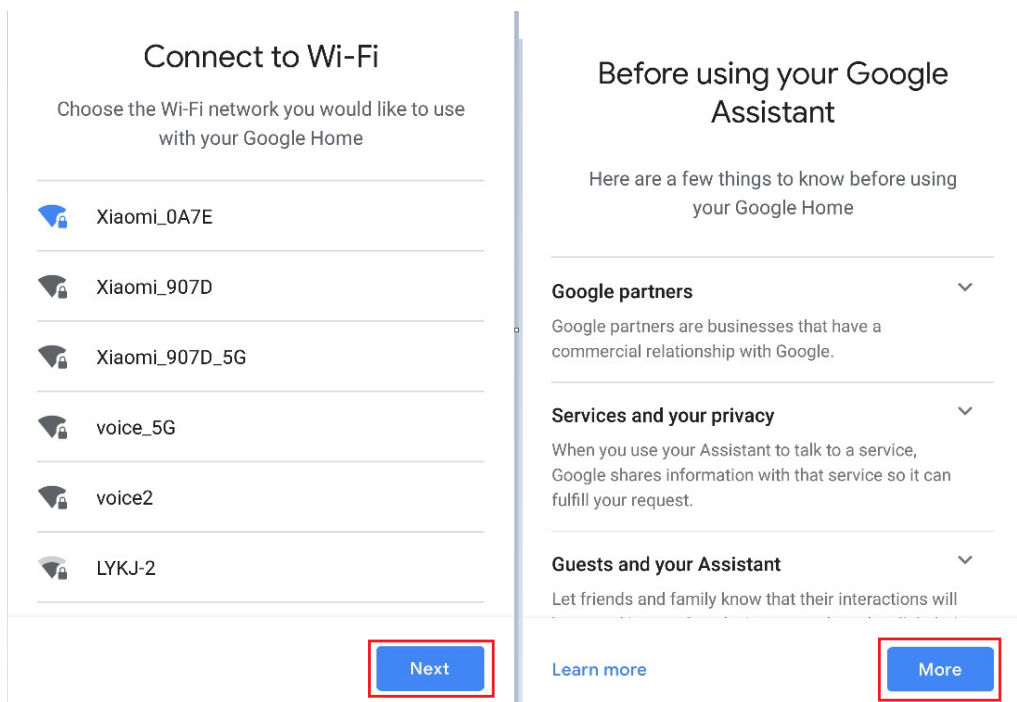 Connect to Wi-Fi
Choose the Wi-Fi network you would like to use
with your Google Home
Xiaomi_0A7E
Xiaomi_907D
Xiaomi_907D_5G
voice_5G
voice2
LYKJ-2
Next
Before using your Google
Assistant
Here are a few things to know before using
your Google Home
Google partners
Google partners are businesses that have a
commercial relationship with Google.
Services and your privacy
When you use your Assistant to talk to a service,
Google shares information with that service so it can
fulfill your request.
Guests and your Assistant
Let friends and family know that their interactions will
Learn more
More